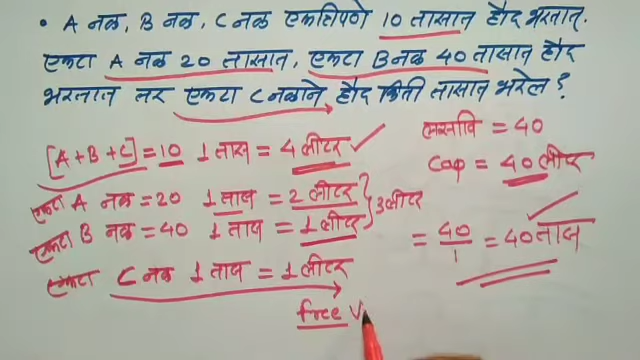 • A नळ, B नळ, C नळ एकत्रिपणे 10 तासात हौद भरतात.
एकटा A नळ 20 तासात, एकटा B नळ 40 तासात हौद
भरतात तर एकटा C नळाने हौद किती तासात भरेल ?
[A+B+C] = 10 1 तास = 4 लीटर
एकटा A नळ = 20 1 तास = 2 लीटर
एकटा B नळ = 40 1 तास = 1 लीटर
3 लीटर
एकटा C नळ 1 तास = 1 लीटर
free V
लसावि = 40
Cap = 40 लीटर
= 40/1 = 40 तास